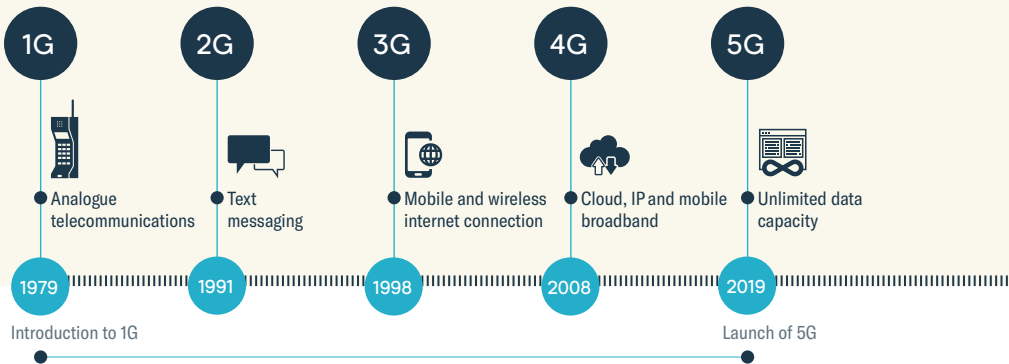 1G
2G
3G
4G
5G
Analogue
telecommunications
Text
messaging
Mobile and wireless
internet connection
Cloud, IP and mobile
broadband
Unlimited data
capacity
1979
1991
1998
2008
2019
Introduction to 1G
Launch of 5G